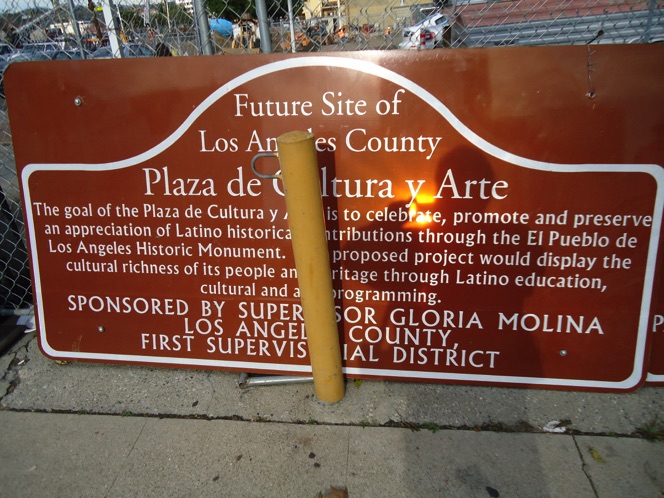 Future Site of
Los Angeles County
Plaza de Cultura y Arte
The goal of the Plaza de Cultura y Arte is to celebrate, promote and preserve
an appreciation of Latino historical contributions through the El Pueblo de
Los Angeles Historic Monument. proposed project would display the
cultural richness of its people and heritage through Latino education,
cultural and programming.
SPONSORED BY SUPERVISOR GLORIA MOLINA
LOS ANGELES COUNTY,
FIRST SUPERVISORIAL DISTRICT